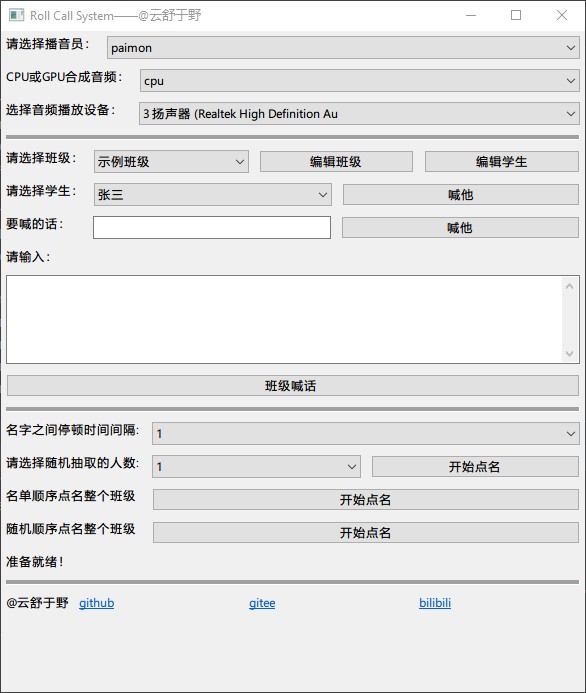 Roll Call System——@云舒于野
请选择播音员： paimon
CPU或GPU合成音频： cpu
选择音频播放设备： 3 扬声器 (Realtek High Definition Au
请选择班级： 示例班级 编辑班级 编辑学生
请选择学生： 张三 喊他
要喊的话： 喊他
请输入：
班级喊话
名字之间停顿时间间隔: 1
请选择随机抽取的人数: 1 开始点名
名单顺序点名整个班级 开始点名
随机顺序点名整个班级 开始点名
准备就绪！
@云舒于野 github gitee bilibili